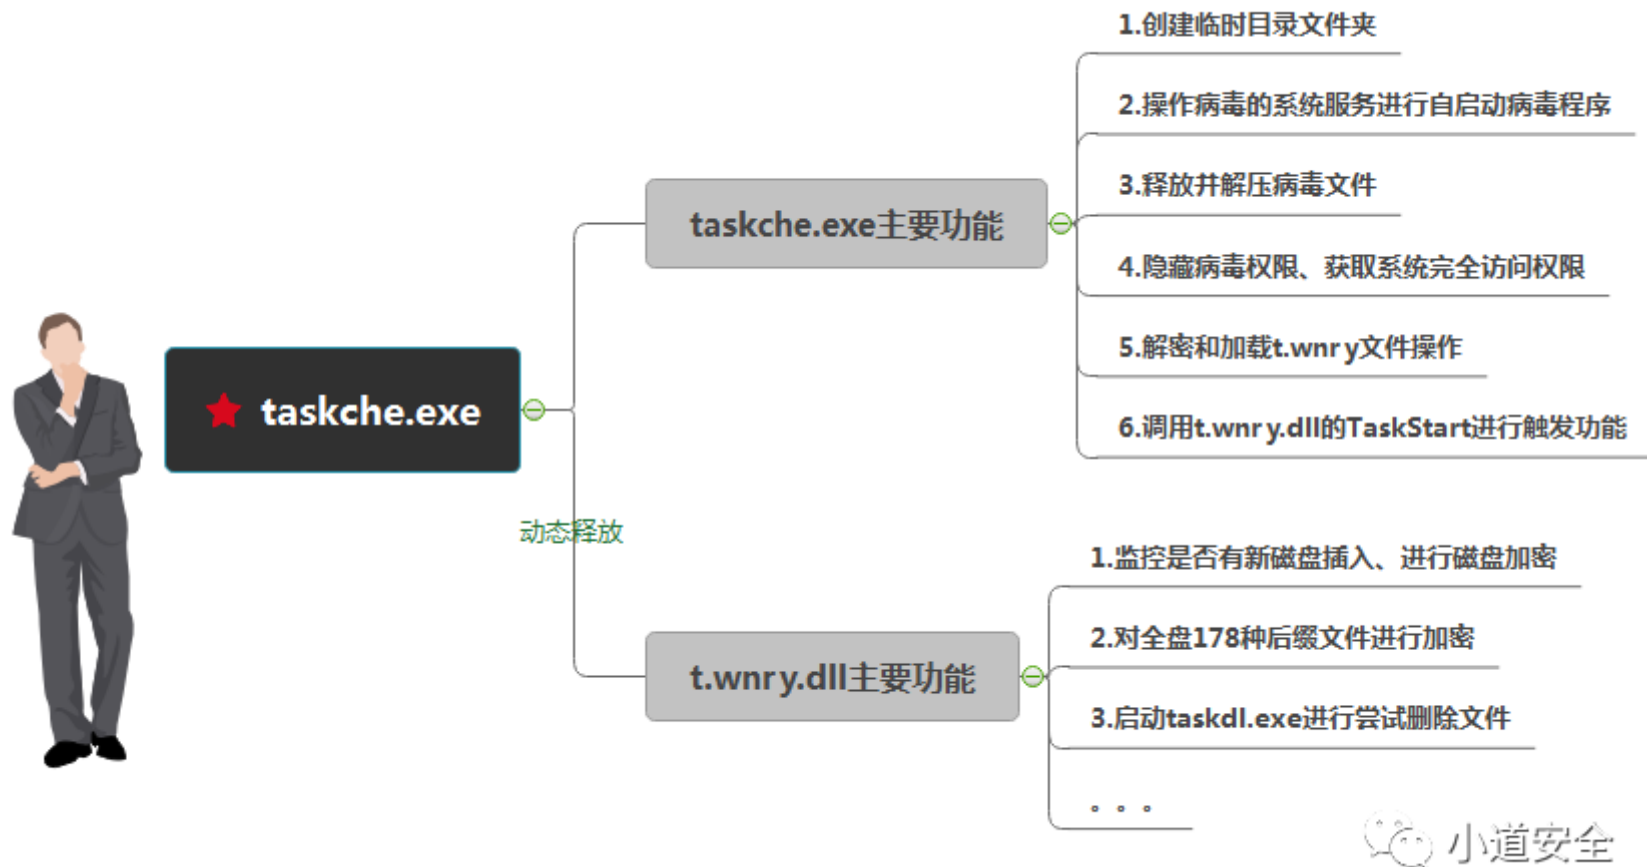 1.创建临时目录文件夹
2.操作病毒的系统服务进行自启动病毒程序
3.释放并解压病毒文件
taskche.exe主要功能
4.隐藏病毒权限、获取系统完全访问权限
5.解密和加载t.wnry文件操作
taskche.exe
6.调用t.wnry.dll的TaskStart进行触发功能
动态释放
1.监控是否有新磁盘插入、进行磁盘加密
2.对全盘178种后缀文件进行加密
t.wnry.dll主要功能
3.启动taskdl.exe进行尝试删除文件
。。。
小道安全